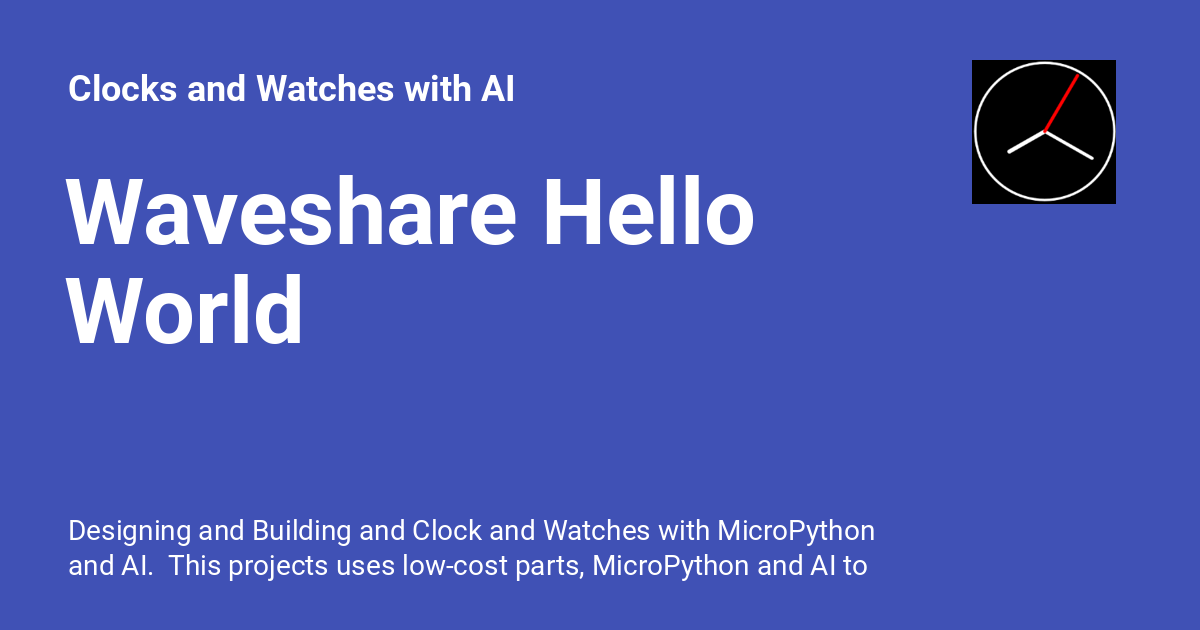 Clocks and Watches with AI
Waveshare Hello
World
Designing and Building and Clock and Watches with MicroPython
and AI.  This projects uses low-cost parts, MicroPython and AI to